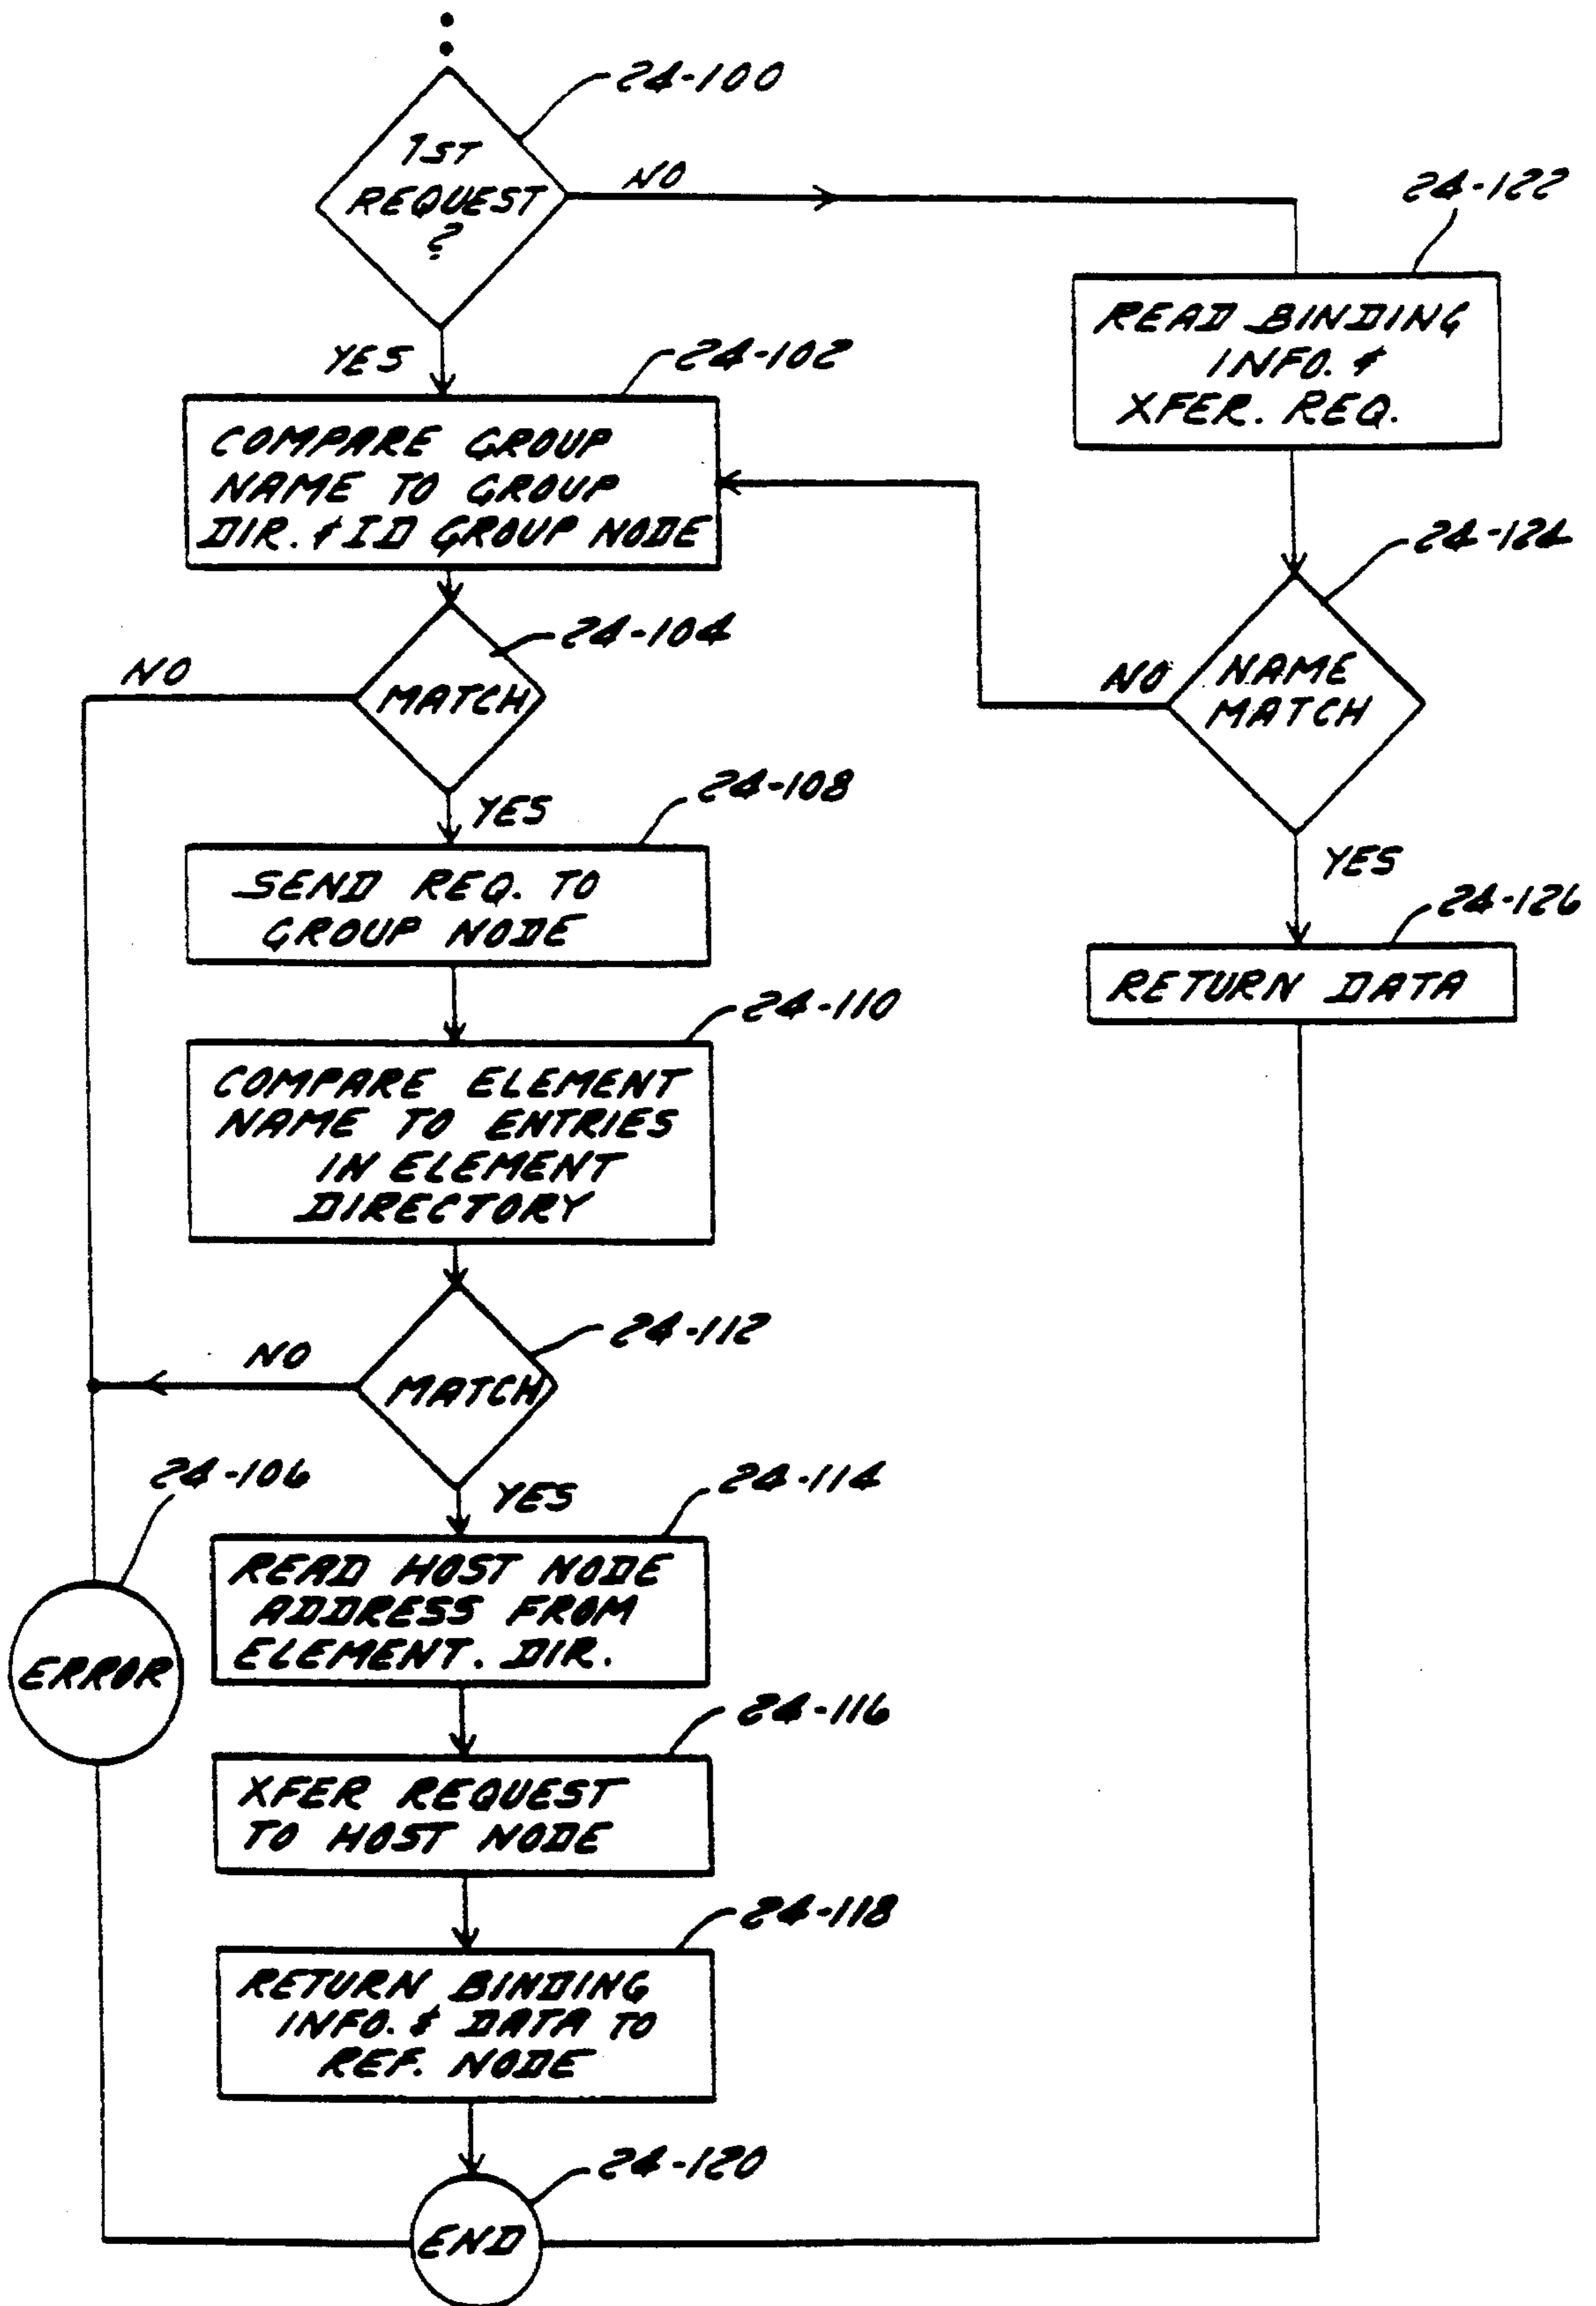 24-100
1ST
REQUEST
?
NO
24-122
READ BINDING
INFO. &
XFER. REQ.
YES
24-102
COMPARE GROUP
NAME TO GROUP
DIR. & ID GROUP NODE
24-124
NAME
MATCH
NO
24-104
MATCH
NO
YES
24-108
SEND REQ. TO
GROUP NODE
YES
24-126
RETURN DATA
24-110
COMPARE ELEMENT
NAME TO ENTRIES
IN ELEMENT
DIRECTORY
24-112
NO
MATCH
24-106
ERROR
YES
24-114
READ HOST NODE
ADDRESS FROM
ELEMENT. DIR.
24-116
XFER REQUEST
TO HOST NODE
24-118
RETURN BINDING
INFO. & DATA TO
REF. NODE
24-120
END